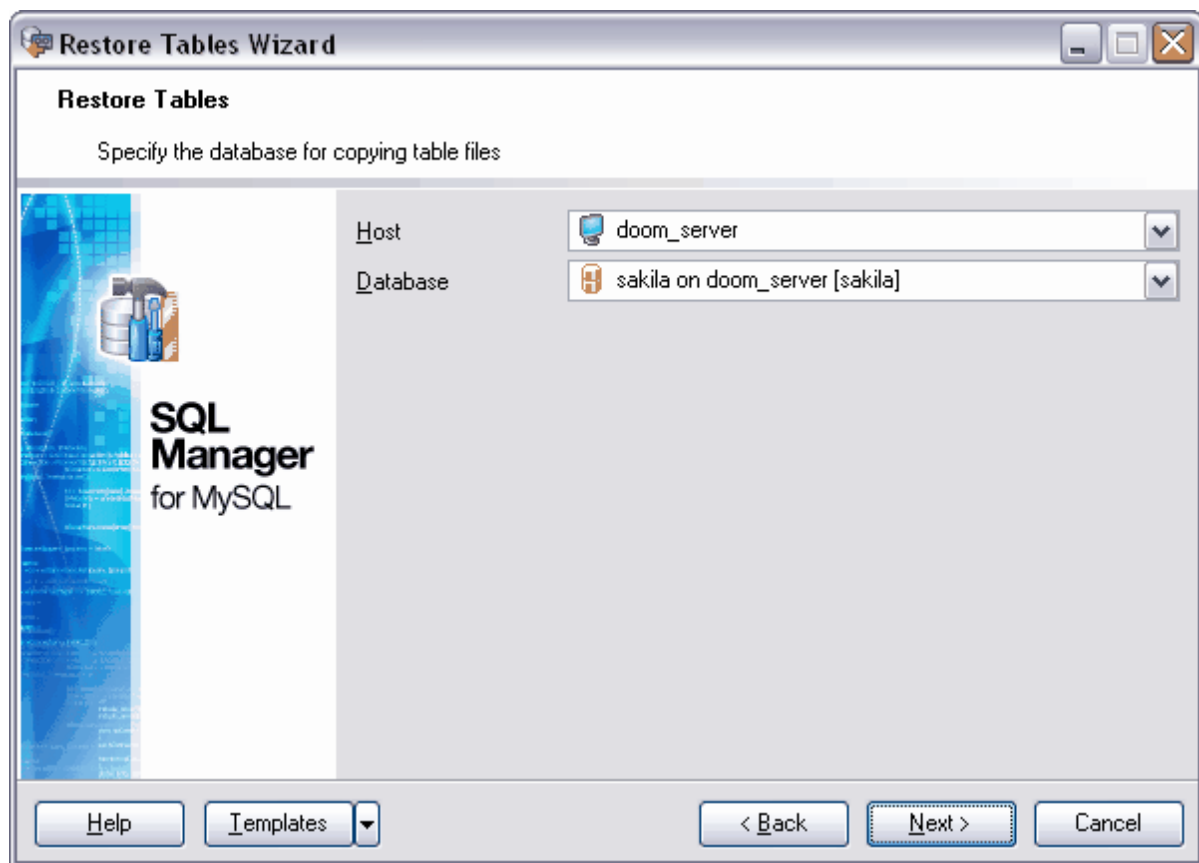 Restore Tables Wizard
Restore Tables
Specify the database for copying table files
Host
doom_server
Database
sakila on doom_server [sakila]
SQL
Manager
for MySQL
Help
Templates
< Back
Next >
Cancel